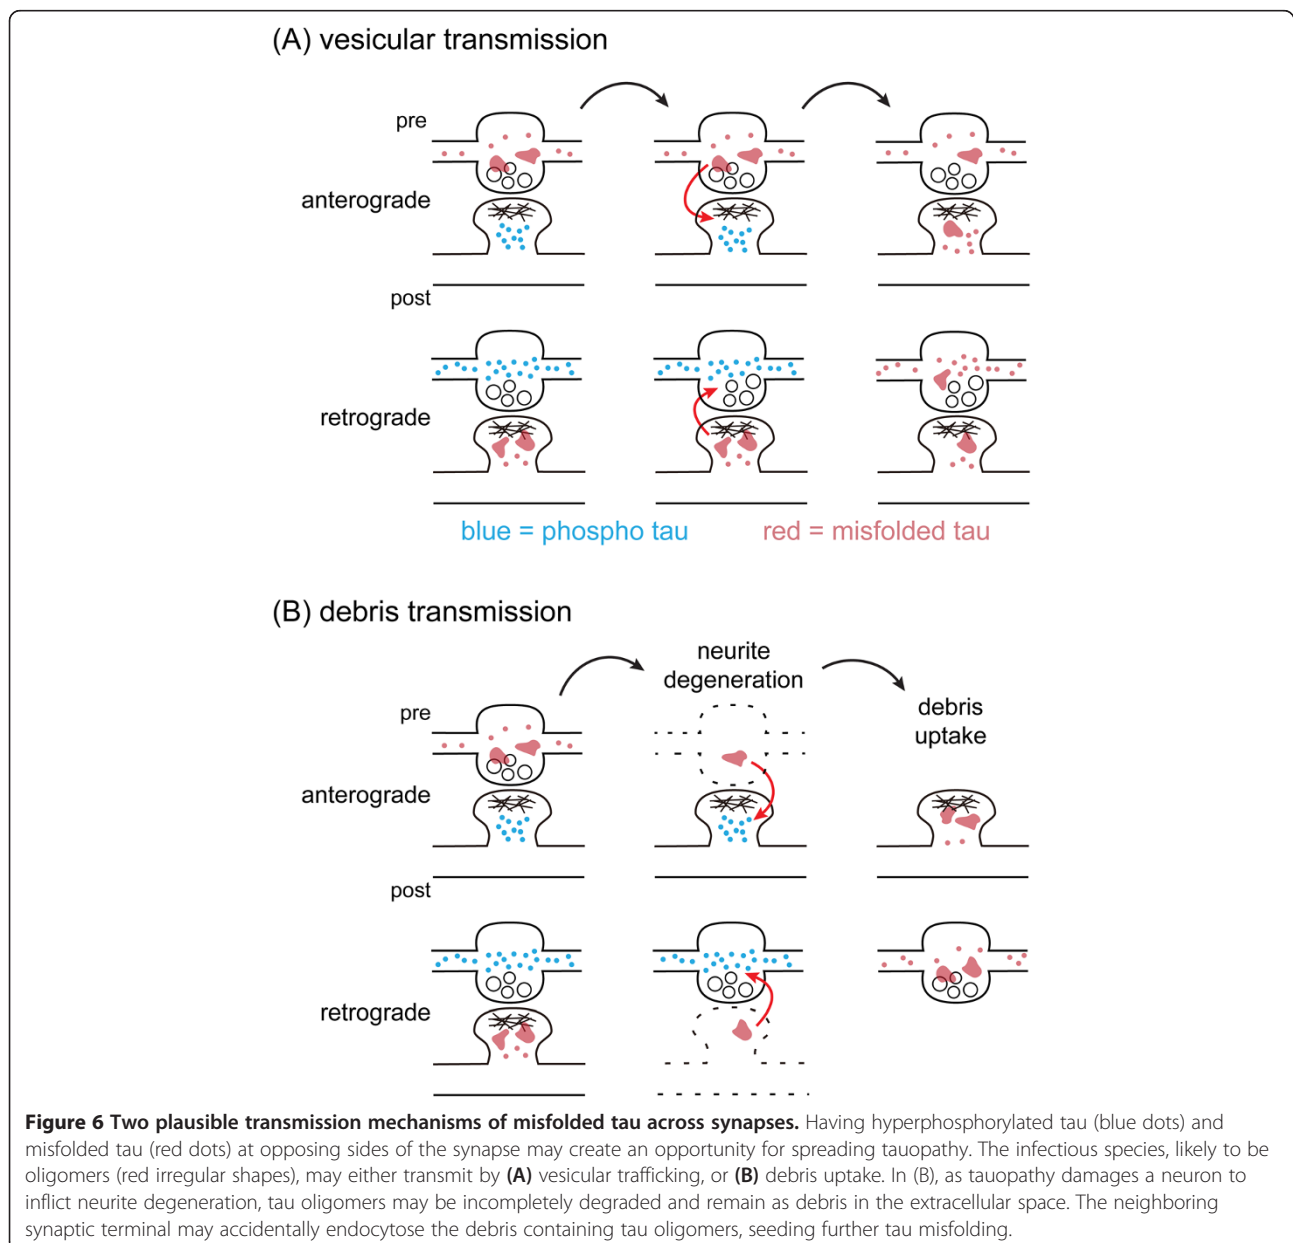 (A) vesicular transmission
pre
anterograde
post
retrograde
blue = phospho tau
red = misfolded tau
(B) debris transmission
neurite
degeneration
debris
uptake
pre
anterograde
post
retrograde
Figure 6 Two plausible transmission mechanisms of misfolded tau across synapses. Having hyperphosphorylated tau (blue dots) and
misfolded tau (red dots) at opposing sides of the synapse may create an opportunity for spreading tauopathy. The infectious species, likely to be
oligomers (red irregular shapes), may either transmit by (A) vesicular trafficking, or (B) debris uptake. In (B), as tauopathy damages a neuron to
inflict neurite degeneration, tau oligomers may be incompletely degraded and remain as debris in the extracellular space. The neighboring
synaptic terminal may accidentally endocytose the debris containing tau oligomers, seeding further tau misfolding.